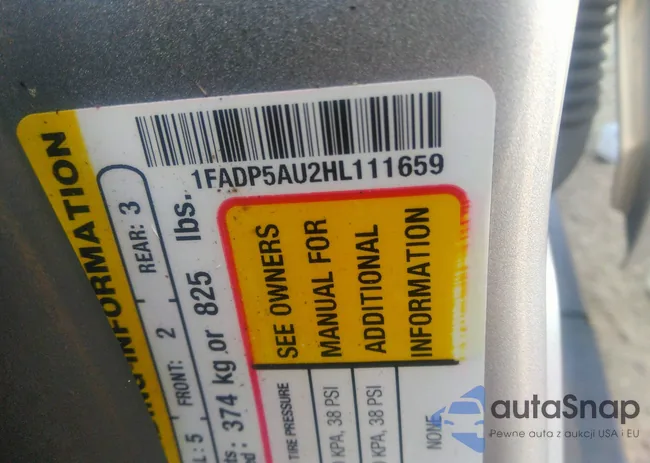 1FADP5AU2HL111659
INFORMATION
SEE OWNERS
MANUAL FOR
ADDITIONAL
INFORMATION
: 5 FRONT: 2 REAR: 3
: 374 kg or 825 lbs.
TIRE PRESSURE
KPA, 38 PSI
KPA, 38 PSI
NONE
autaSnap
Pewne auta z aukcji USA i EU